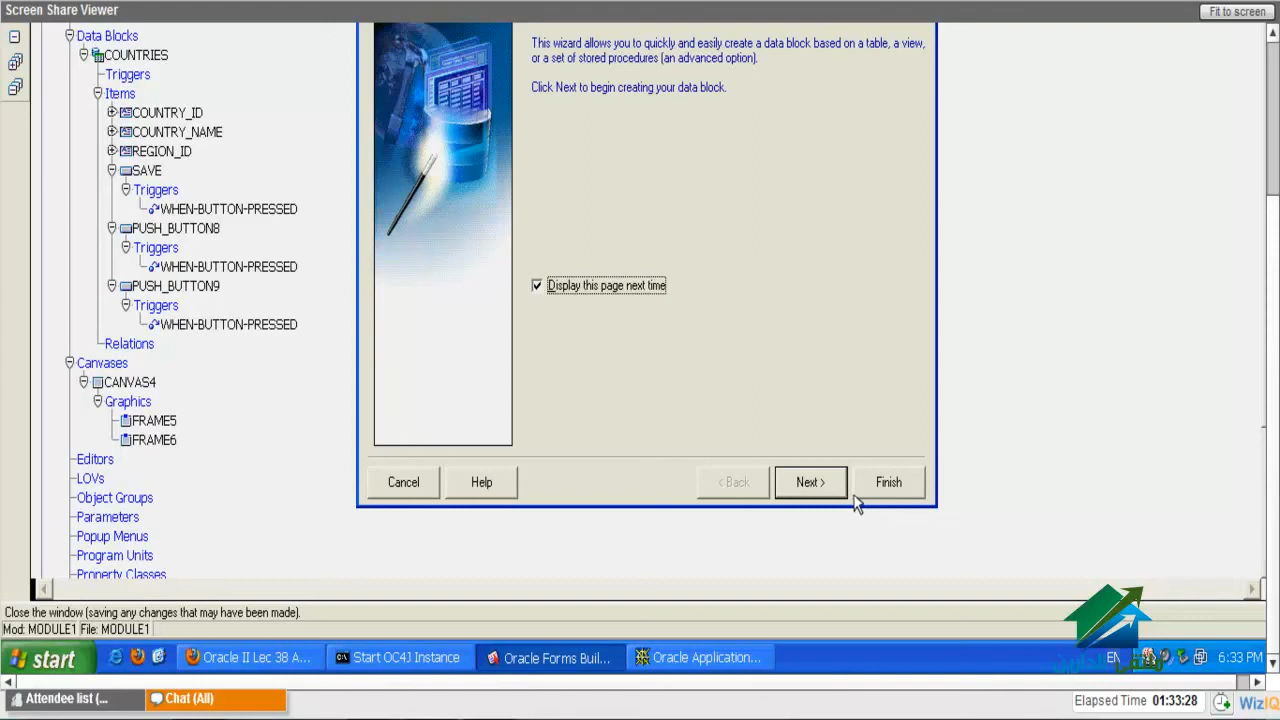 Screen Share Viewer
Fit to screen
Data Blocks
COUNTRIES
Triggers
Items
COUNTRY_ID
COUNTRY_NAME
REGION_ID
SAVE
Triggers
WHEN-BUTTON-PRESSED
PUSH_BUTTON8
Triggers
WHEN-BUTTON-PRESSED
PUSH_BUTTON9
Triggers
WHEN-BUTTON-PRESSED
Relations
Canvases
CANVAS4
Graphics
FRAME5
FRAME6
Editors
LOVs
Object Groups
Parameters
Popup Menus
Program Units
Property Classes
This wizard allows you to quickly and easily create a data block based on a table, a view,
or a set of stored procedures (an advanced option).
Click Next to begin creating your data block.
Display this page next time
Cancel
Help
< Back
Next >
Finish
Close the window (saving any changes that may have been made).
Mod: MODULE1 File: MODULE1
start
Oracle II Lec 38 A...
Start OC4J Instance
Oracle Forms Buil...
Oracle Application...
EN
6:33 PM
Attendee list (...
Chat (All)
Elapsed Time 01:33:28
WizIQ